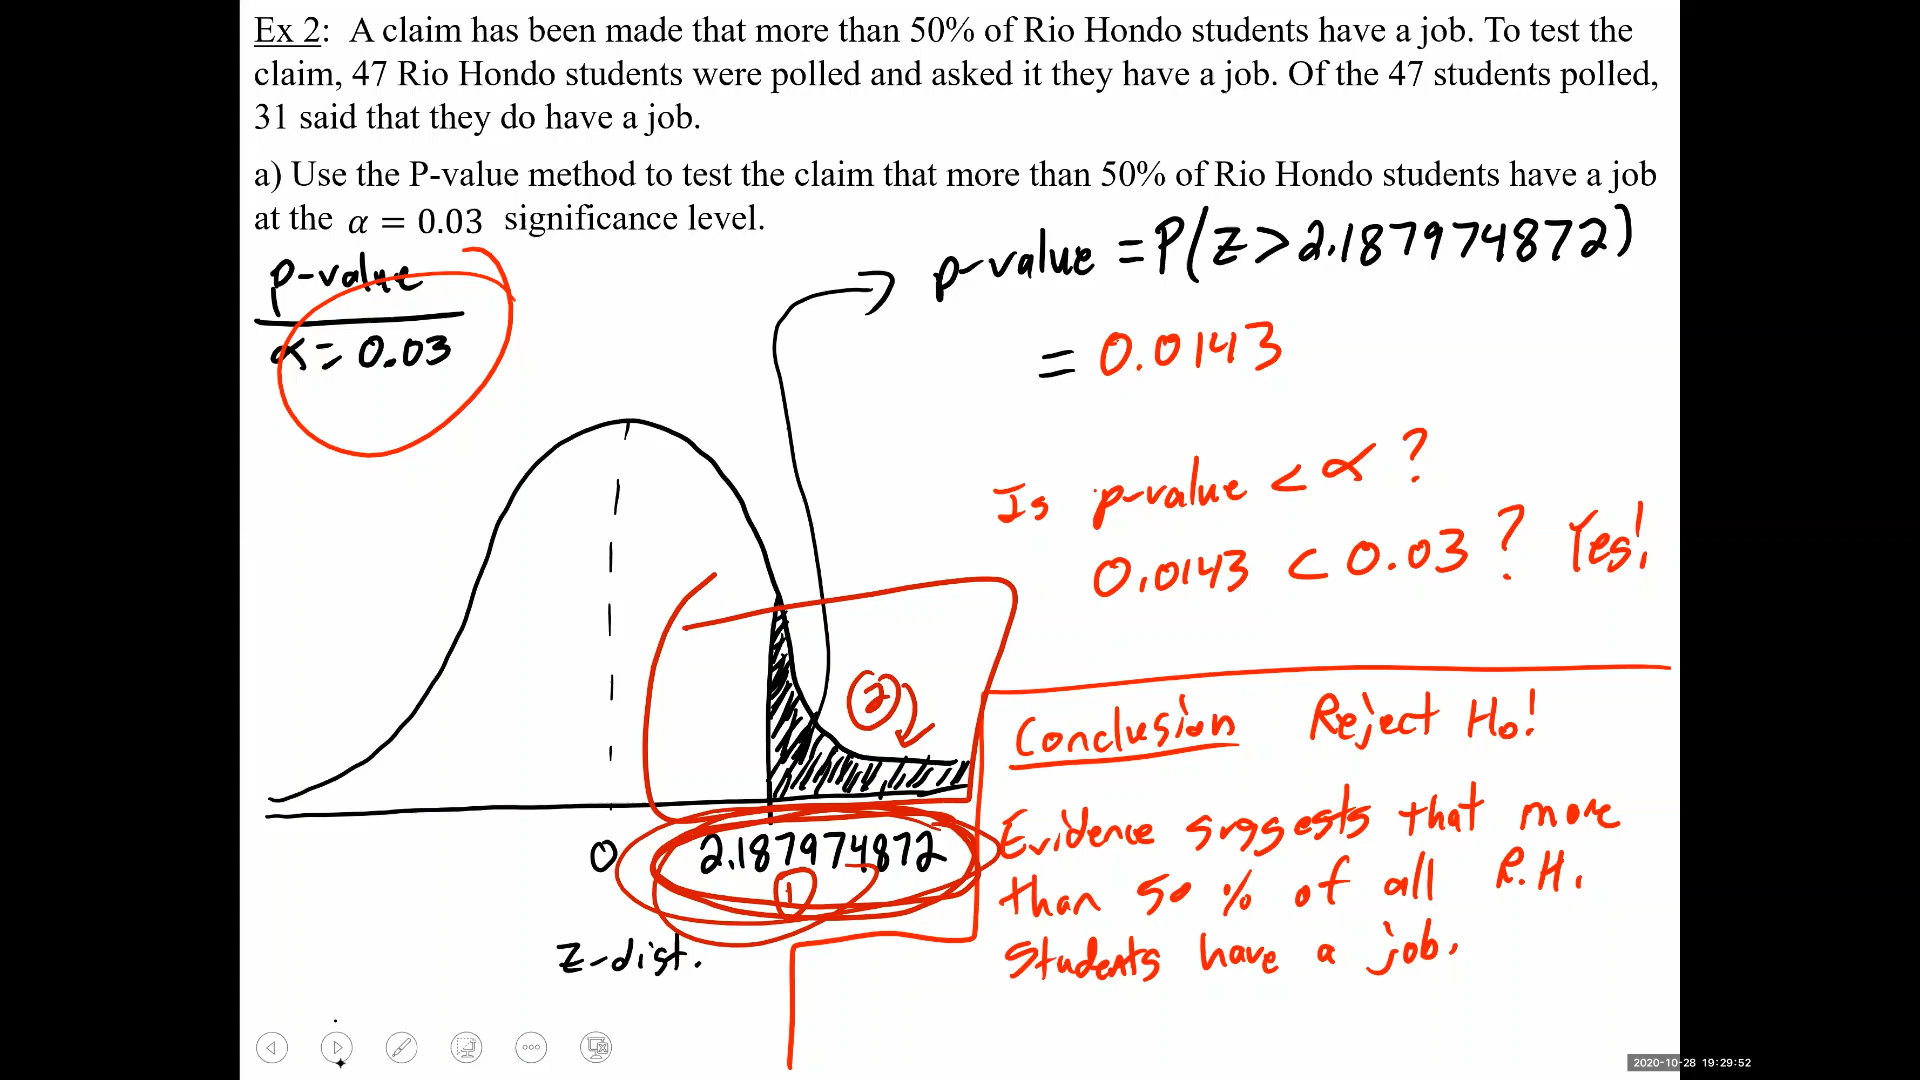 Ex 2: A claim has been made that more than 50% of Rio Hondo students have a job. To test the
claim, 47 Rio Hondo students were polled and asked it they have a job. Of the 47 students polled,
31 said that they do have a job.
a) Use the P-value method to test the claim that more than 50% of Rio Hondo students have a job
at the α = 0.03 significance level.
p-value
α = 0.03
p-value = P(Z > 2.187974872)
= 0.0143
Is p-value < α ?
0.0143 < 0.03 ? Yes!
2
Conclusion Reject Ho!
Evidence suggests that more
than 50 % of all R.H.
students have a job.
0 2.187974872
1
Z-dist.
2020-10-28 19:29:52